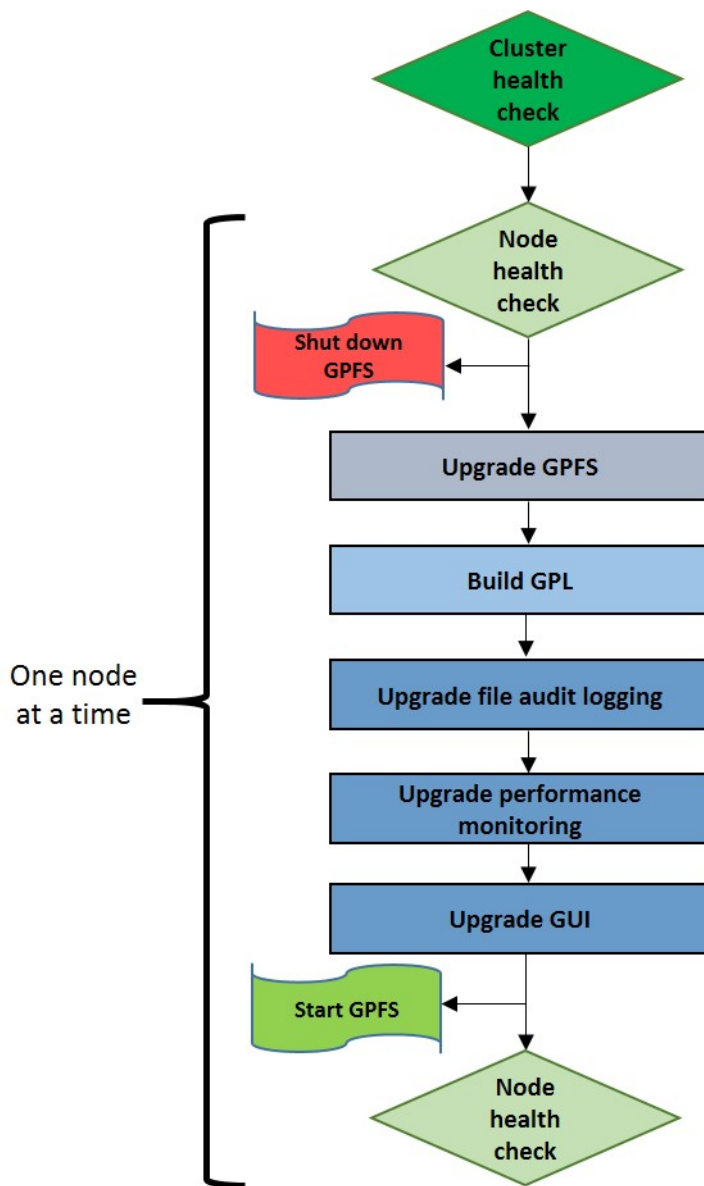 Cluster
health
check
Node
health
check
Shut down
GPFS
Upgrade GPFS
Build GPL
One node
at a time
Upgrade file audit logging
Upgrade performance
monitoring
Upgrade GUI
Start GPFS
Node
health
check